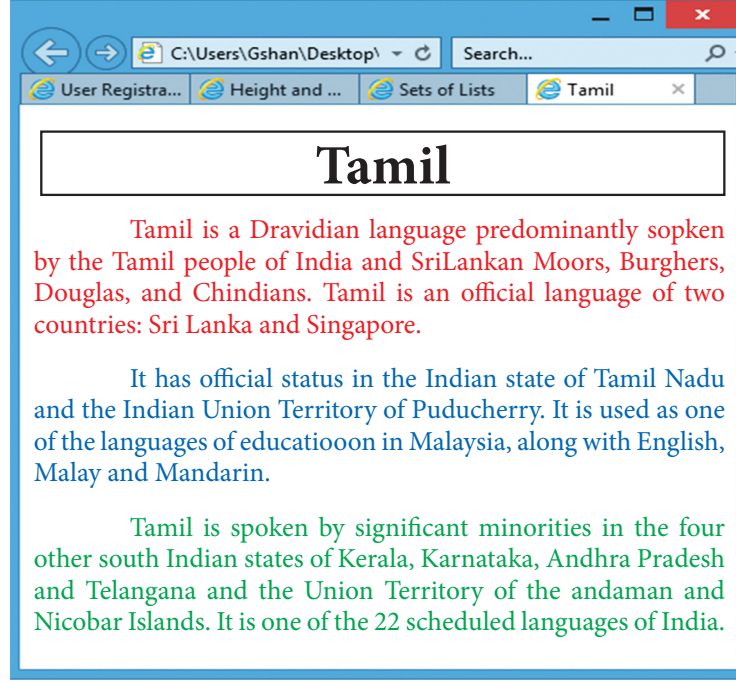 C:\Users\Gshan\Desktop\
Search...
User Registra...
Height and ...
Sets of Lists
Tamil
Tamil
Tamil is a Dravidian language predominantly sopken
by the Tamil people of India and SriLankan Moors, Burghers,
Douglas, and Chindians. Tamil is an official language of two
countries: Sri Lanka and Singapore.
It has official status in the Indian state of Tamil Nadu
and the Indian Union Territory of Puducherry. It is used as one
of the languages of educatiooon in Malaysia, along with English,
Malay and Mandarin.
Tamil is spoken by significant minorities in the four
other south Indian states of Kerala, Karnataka, Andhra Pradesh
and Telangana and the Union Territory of the andaman and
Nicobar Islands. It is one of the 22 scheduled languages of India.